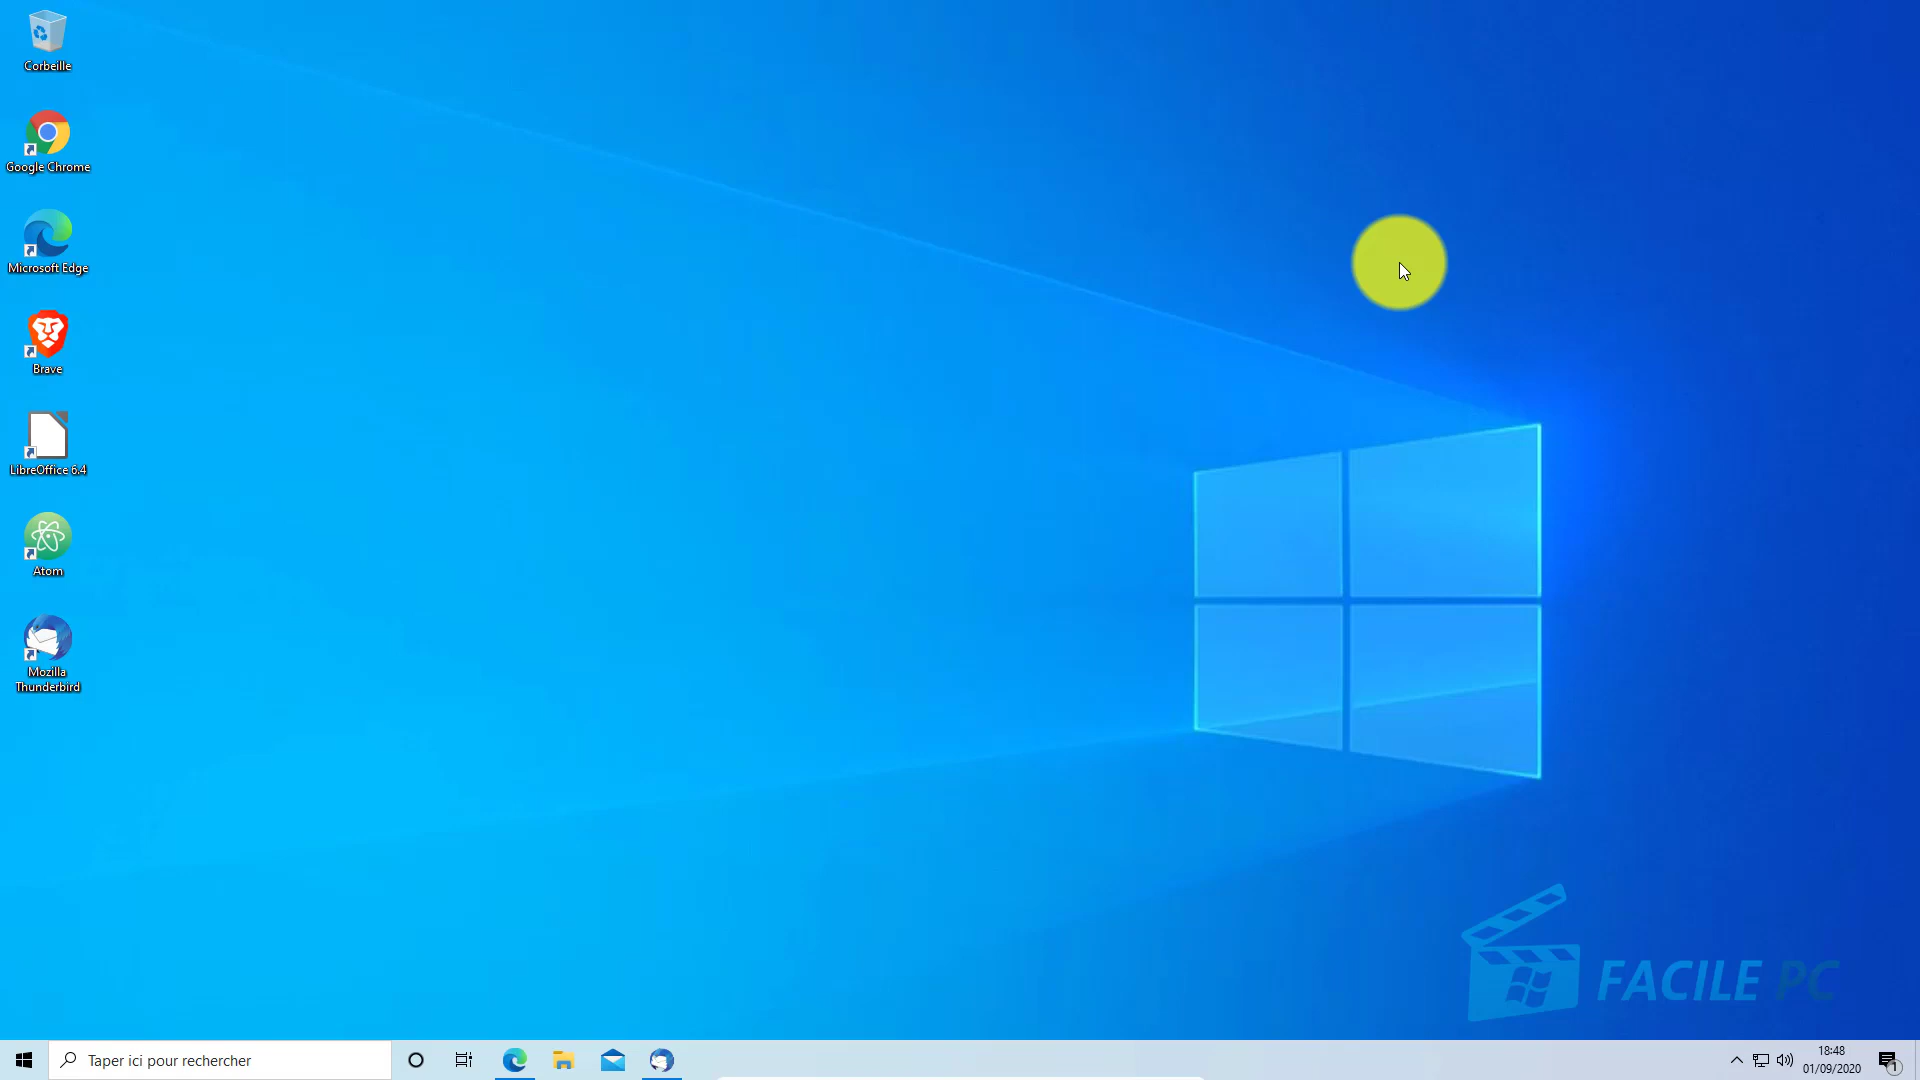 Corbeille
Google Chrome
Microsoft Edge
Brave
LibreOffice 6.4
Atom
Mozilla
Thunderbird
FACILE PC
Taper ici pour rechercher
18:48
01/09/2020
1